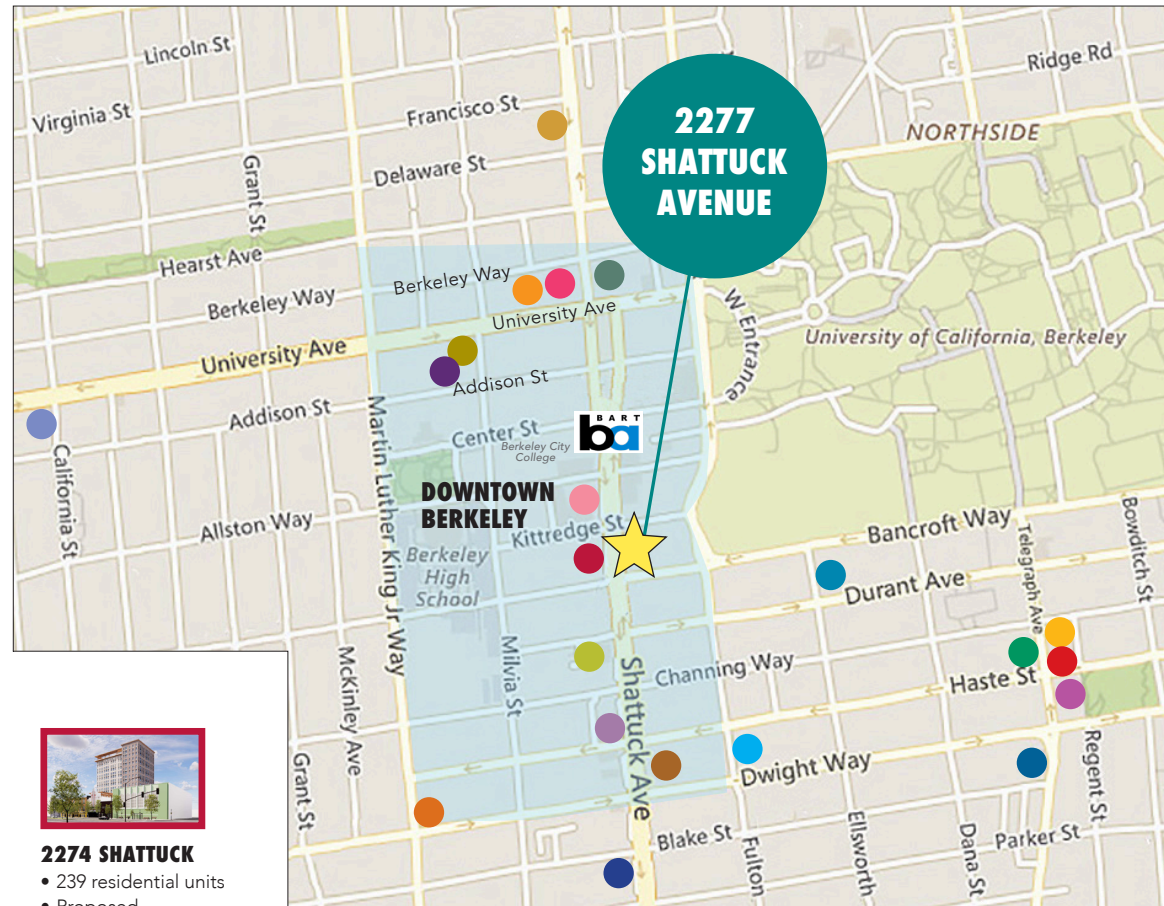 Lincoln St
Ridge Rd
Virginia St
Francisco St
2277
SHATTUCK
AVENUE
NORTHSIDE
Grant St
Delaware St
Hearst Ave
Berkeley Way
Berkeley Way
University Ave
W Entrance
University of California, Berkeley
University Ave
Addison St
Addison St
Martin Luther King Jr Way
Center St
BART
ba
Berkeley City
College
California St
DOWNTOWN
BERKELEY
Allston Way
Kittredge St
Bancroft Way
Telegraph Ave
Bowditch St
Berkeley
High
School
Durant Ave
McKinley Ave
Milvia St
Shattuck Ave
Channing Way
Haste St
Dwight Way
Regent St
Grant St
Blake St
Fulton
Ellsworth
Dana St
Parker St
2274 SHATTUCK
• 239 residential units
• Proposed